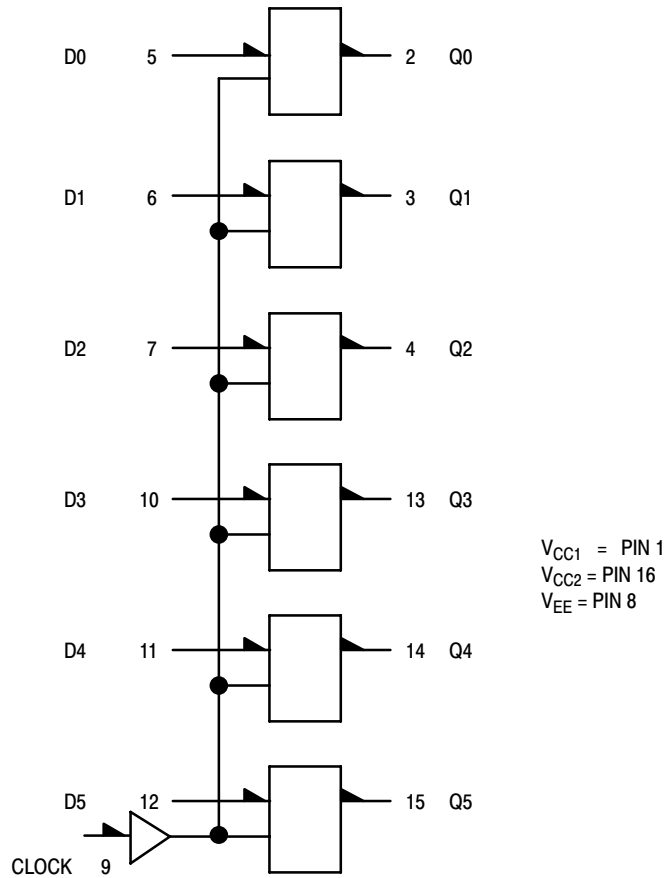 D0 5 2 Q0
D1 6 3 Q1
D2 7 4 Q2
D3 10 13 Q3
VCC1 = PIN 1
VCC2 = PIN 16
VEE = PIN 8
D4 11 14 Q4
D5 12 15 Q5
CLOCK 9